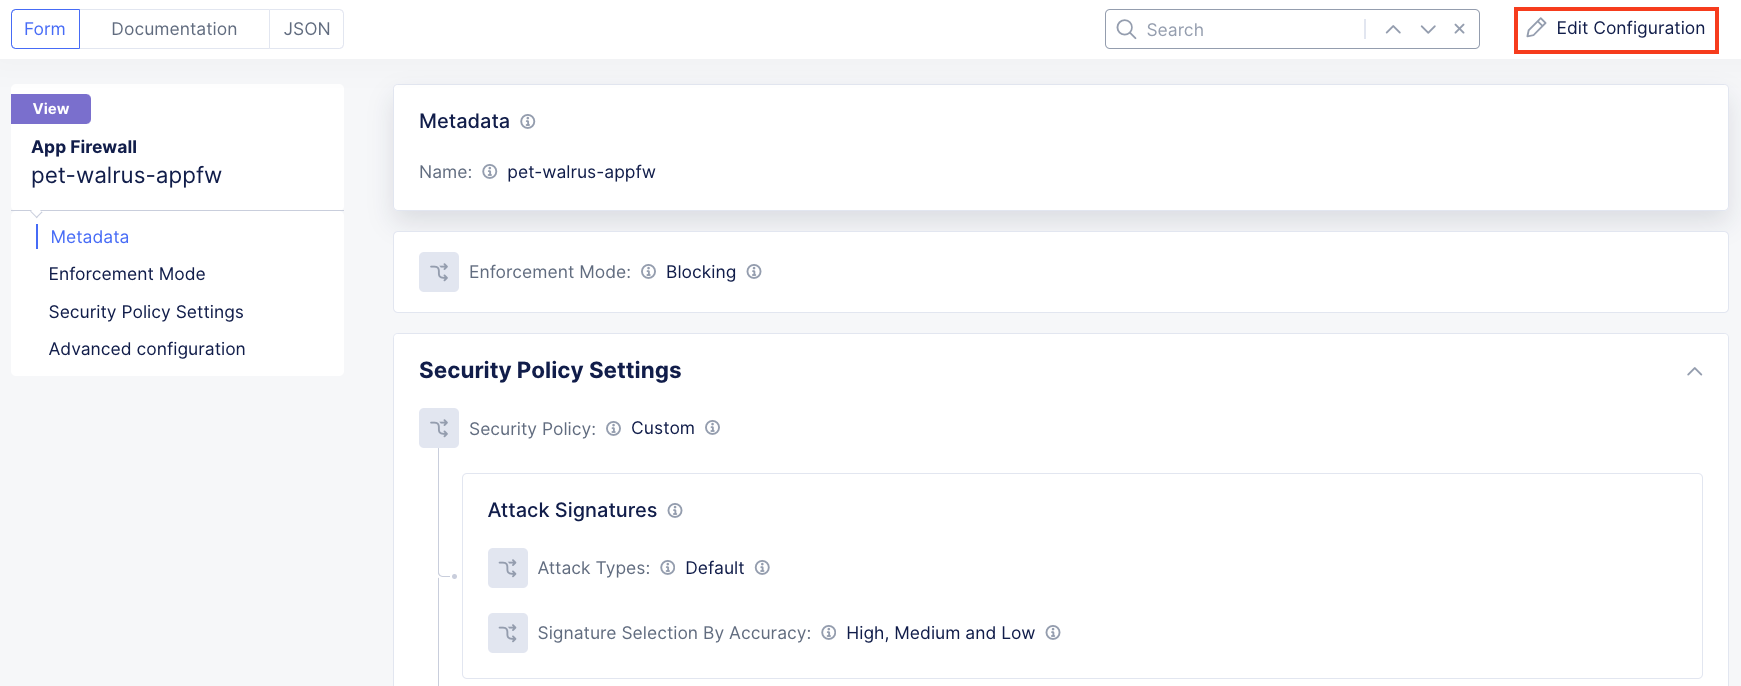 Form Documentation JSON Search Edit Configuration
View
App Firewall
pet-walrus-appfw
Metadata
Enforcement Mode
Security Policy Settings
Advanced configuration
Metadata
Name: pet-walrus-appfw
Enforcement Mode: Blocking
Security Policy Settings
Security Policy: Custom
Attack Signatures
Attack Types: Default
Signature Selection By Accuracy: High, Medium and Low